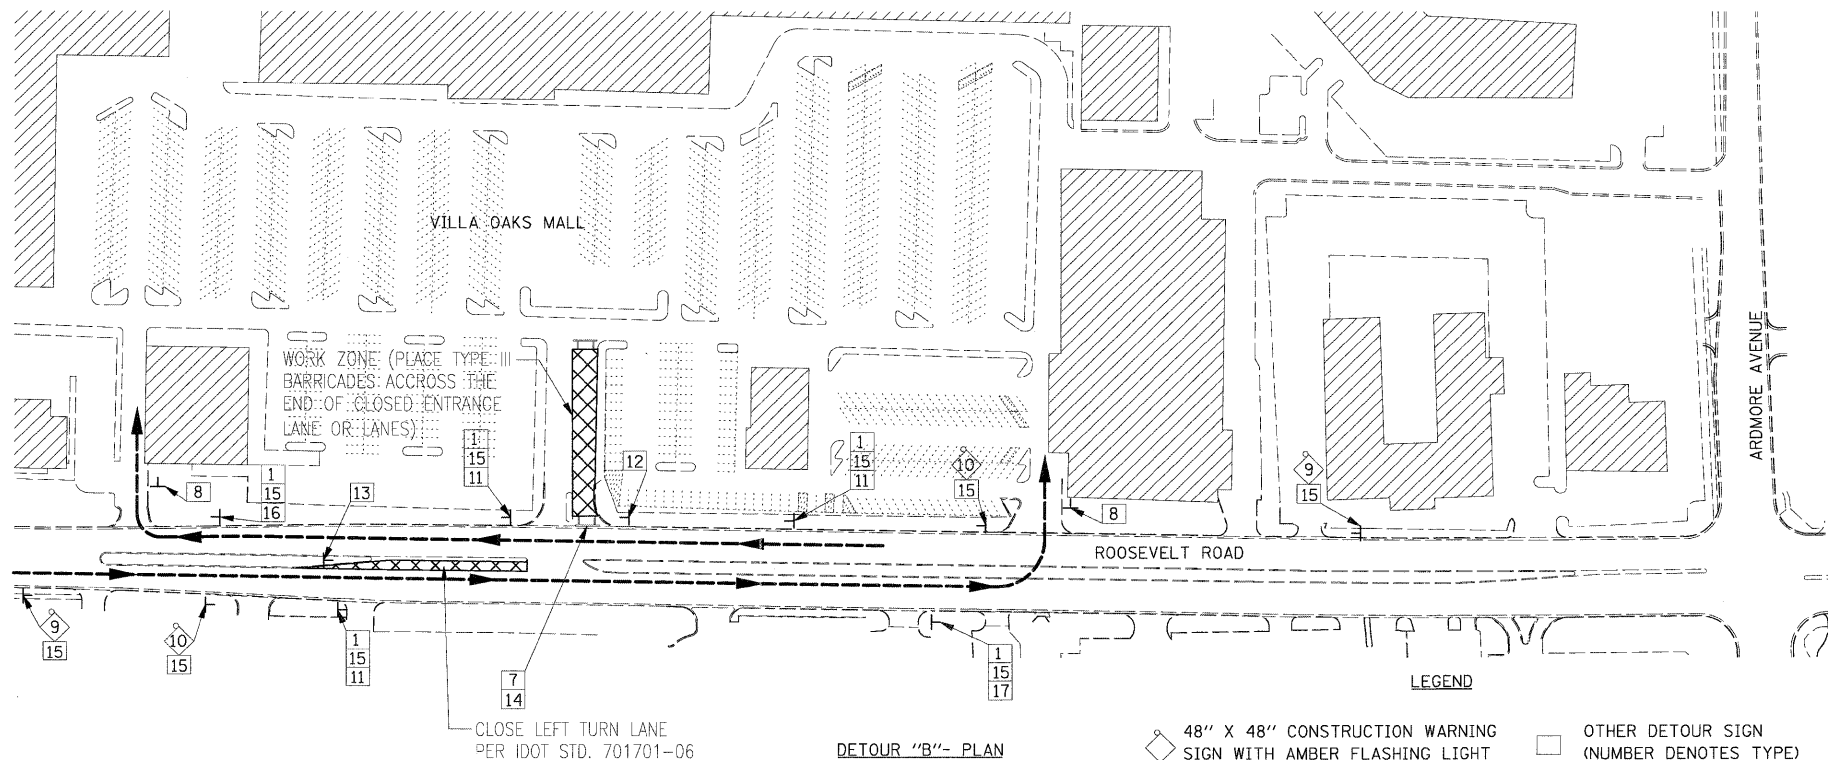 VILLA OAKS MALL
ARDMORE AVENUE
WORK ZONE (PLACE TYPE III
BARRICADES ACCROSS THE
END OF CLOSED ENTRANCE
LANE OR LANES)
8
1
15
16
13
1
15
11
12
1
15
11
10
15
8
9
15
ROOSEVELT ROAD
9
15
10
15
1
15
11
7
14
1
15
17
CLOSE LEFT TURN LANE
PER IDOT STD. 701701-06
DETOUR "B"- PLAN
LEGEND
48" X 48" CONSTRUCTION WARNING
SIGN WITH AMBER FLASHING LIGHT
OTHER DETOUR SIGN
(NUMBER DENOTES TYPE)